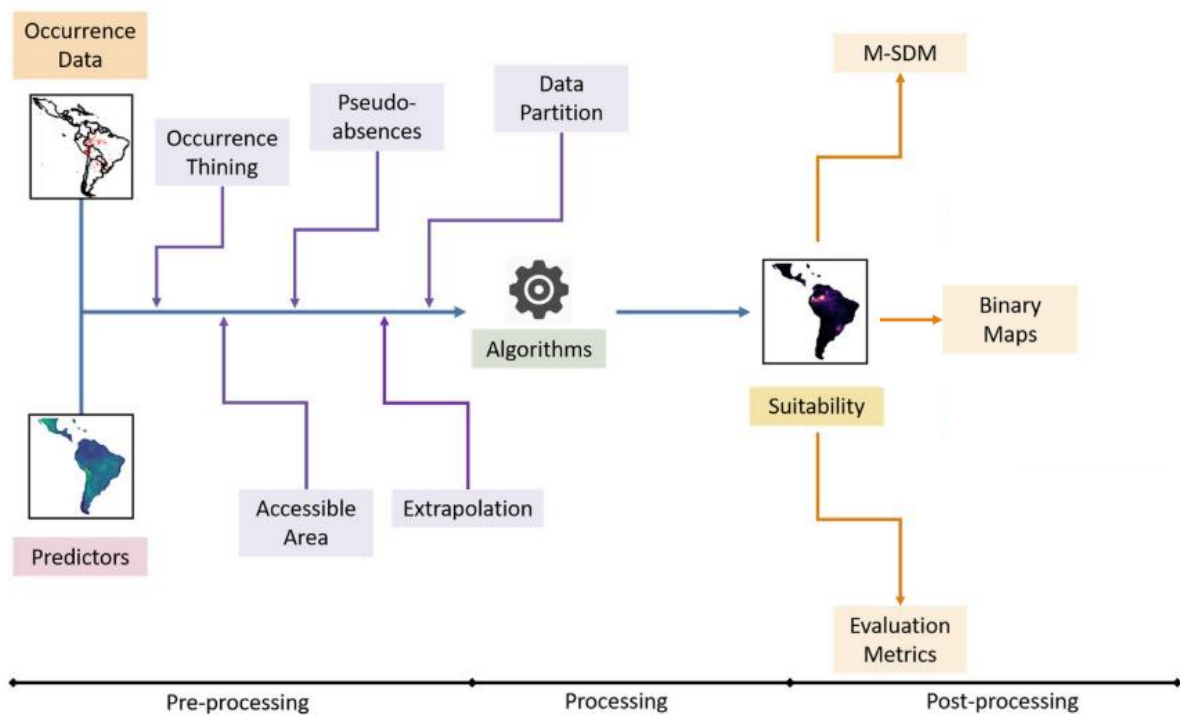 Occurrence
Data
Occurrence
Thining
Pseudo-
absences
Data
Partition
M-SDM
Algorithms
Binary
Maps
Suitability
Predictors
Accessible
Area
Extrapolation
Evaluation
Metrics
Pre-processing
Processing
Post-processing